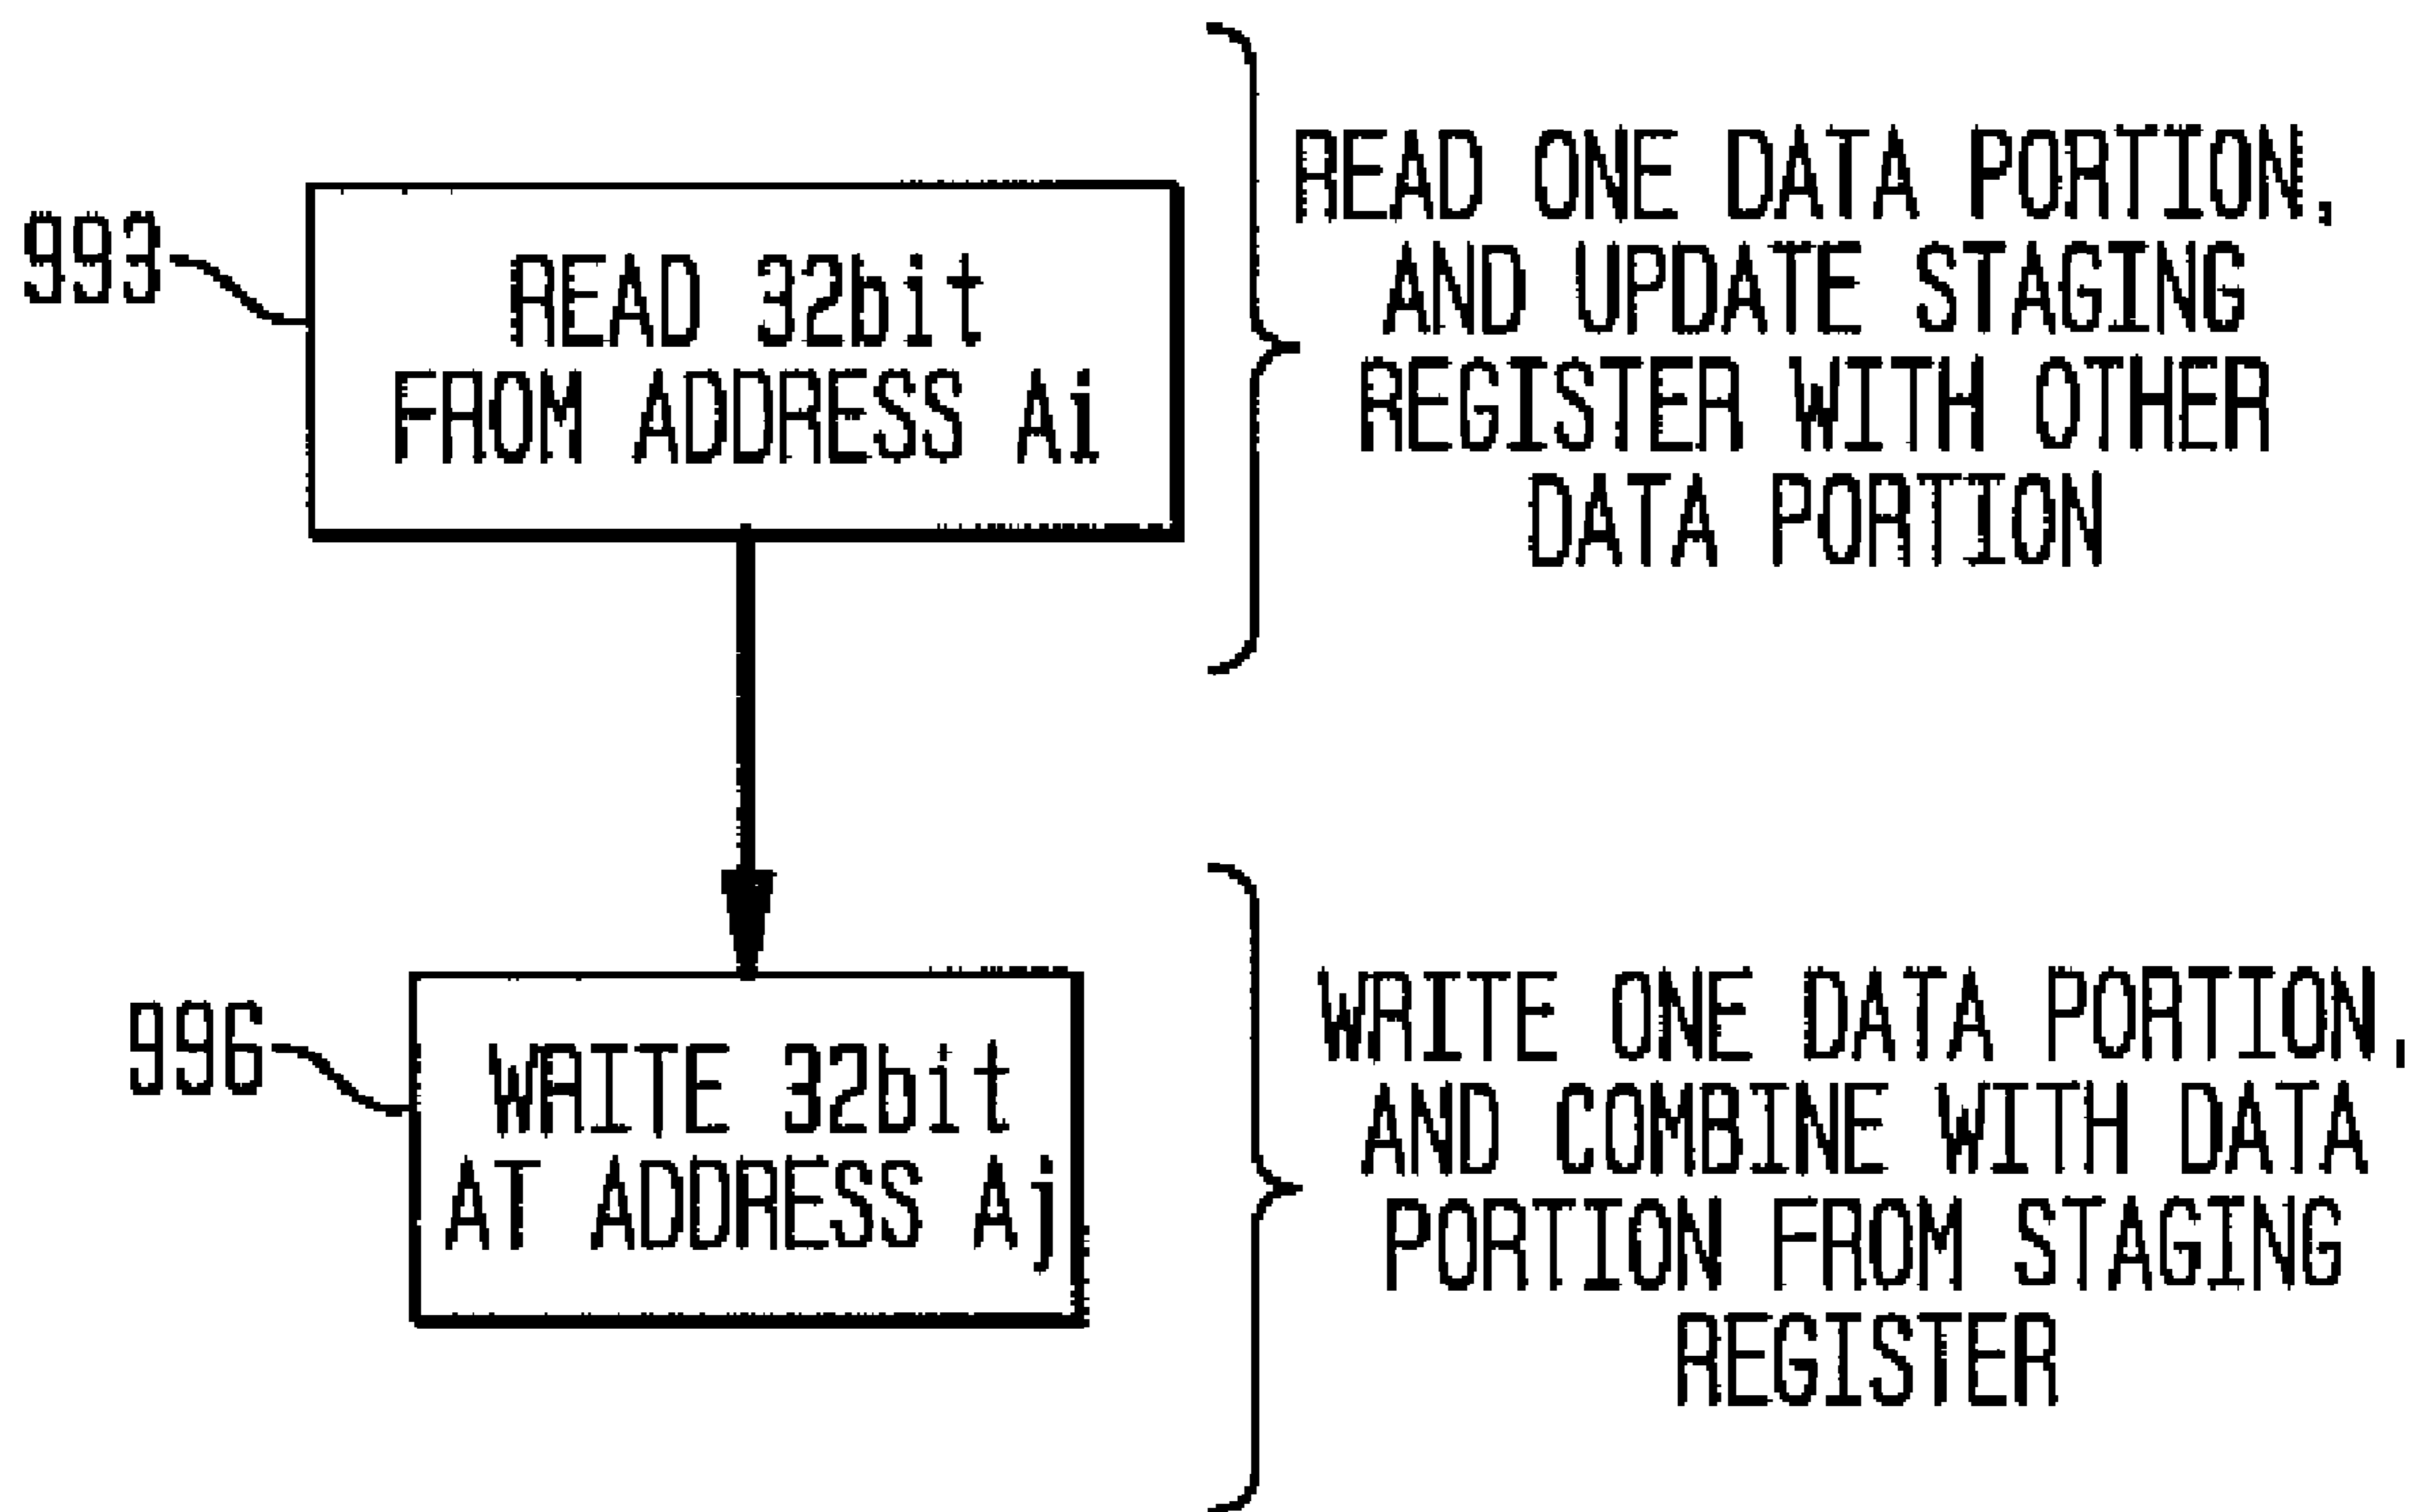 993
READ 32bit
FROM ADDRESS Ai
READ ONE DATA PORTION,
AND UPDATE STAGING
REGISTER WITH OTHER
DATA PORTION
996
WRITE 32bit
AT ADDRESS Aj
WRITE ONE DATA PORTION,
AND COMBINE WITH DATA
PORTION FROM STAGING
REGISTER